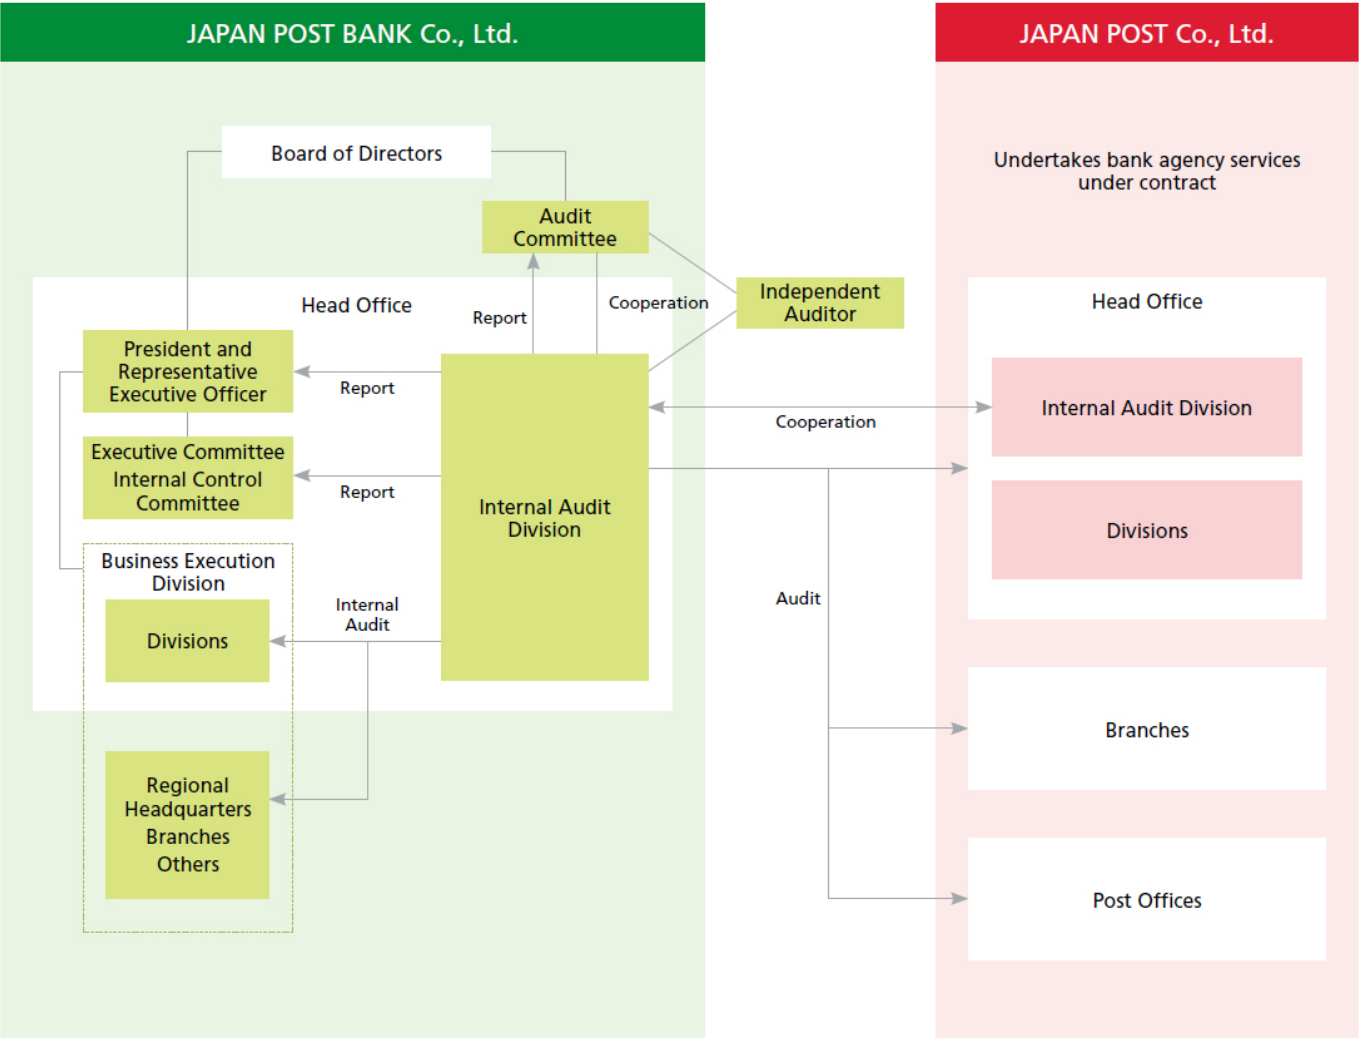 JAPAN POST BANK Co., Ltd.
JAPAN POST Co., Ltd.
Board of Directors
Undertakes bank agency services
under contract
Audit
Committee
Head Office
Report
Cooperation
Independent
Auditor
Head Office
President and
Representative
Executive Officer
Report
Cooperation
Internal Audit Division
Executive Committee
Internal Control
Committee
Report
Internal Audit
Division
Divisions
Business Execution
Division
Internal
Audit
Audit
Divisions
Branches
Regional
Headquarters
Branches
Others
Post Offices